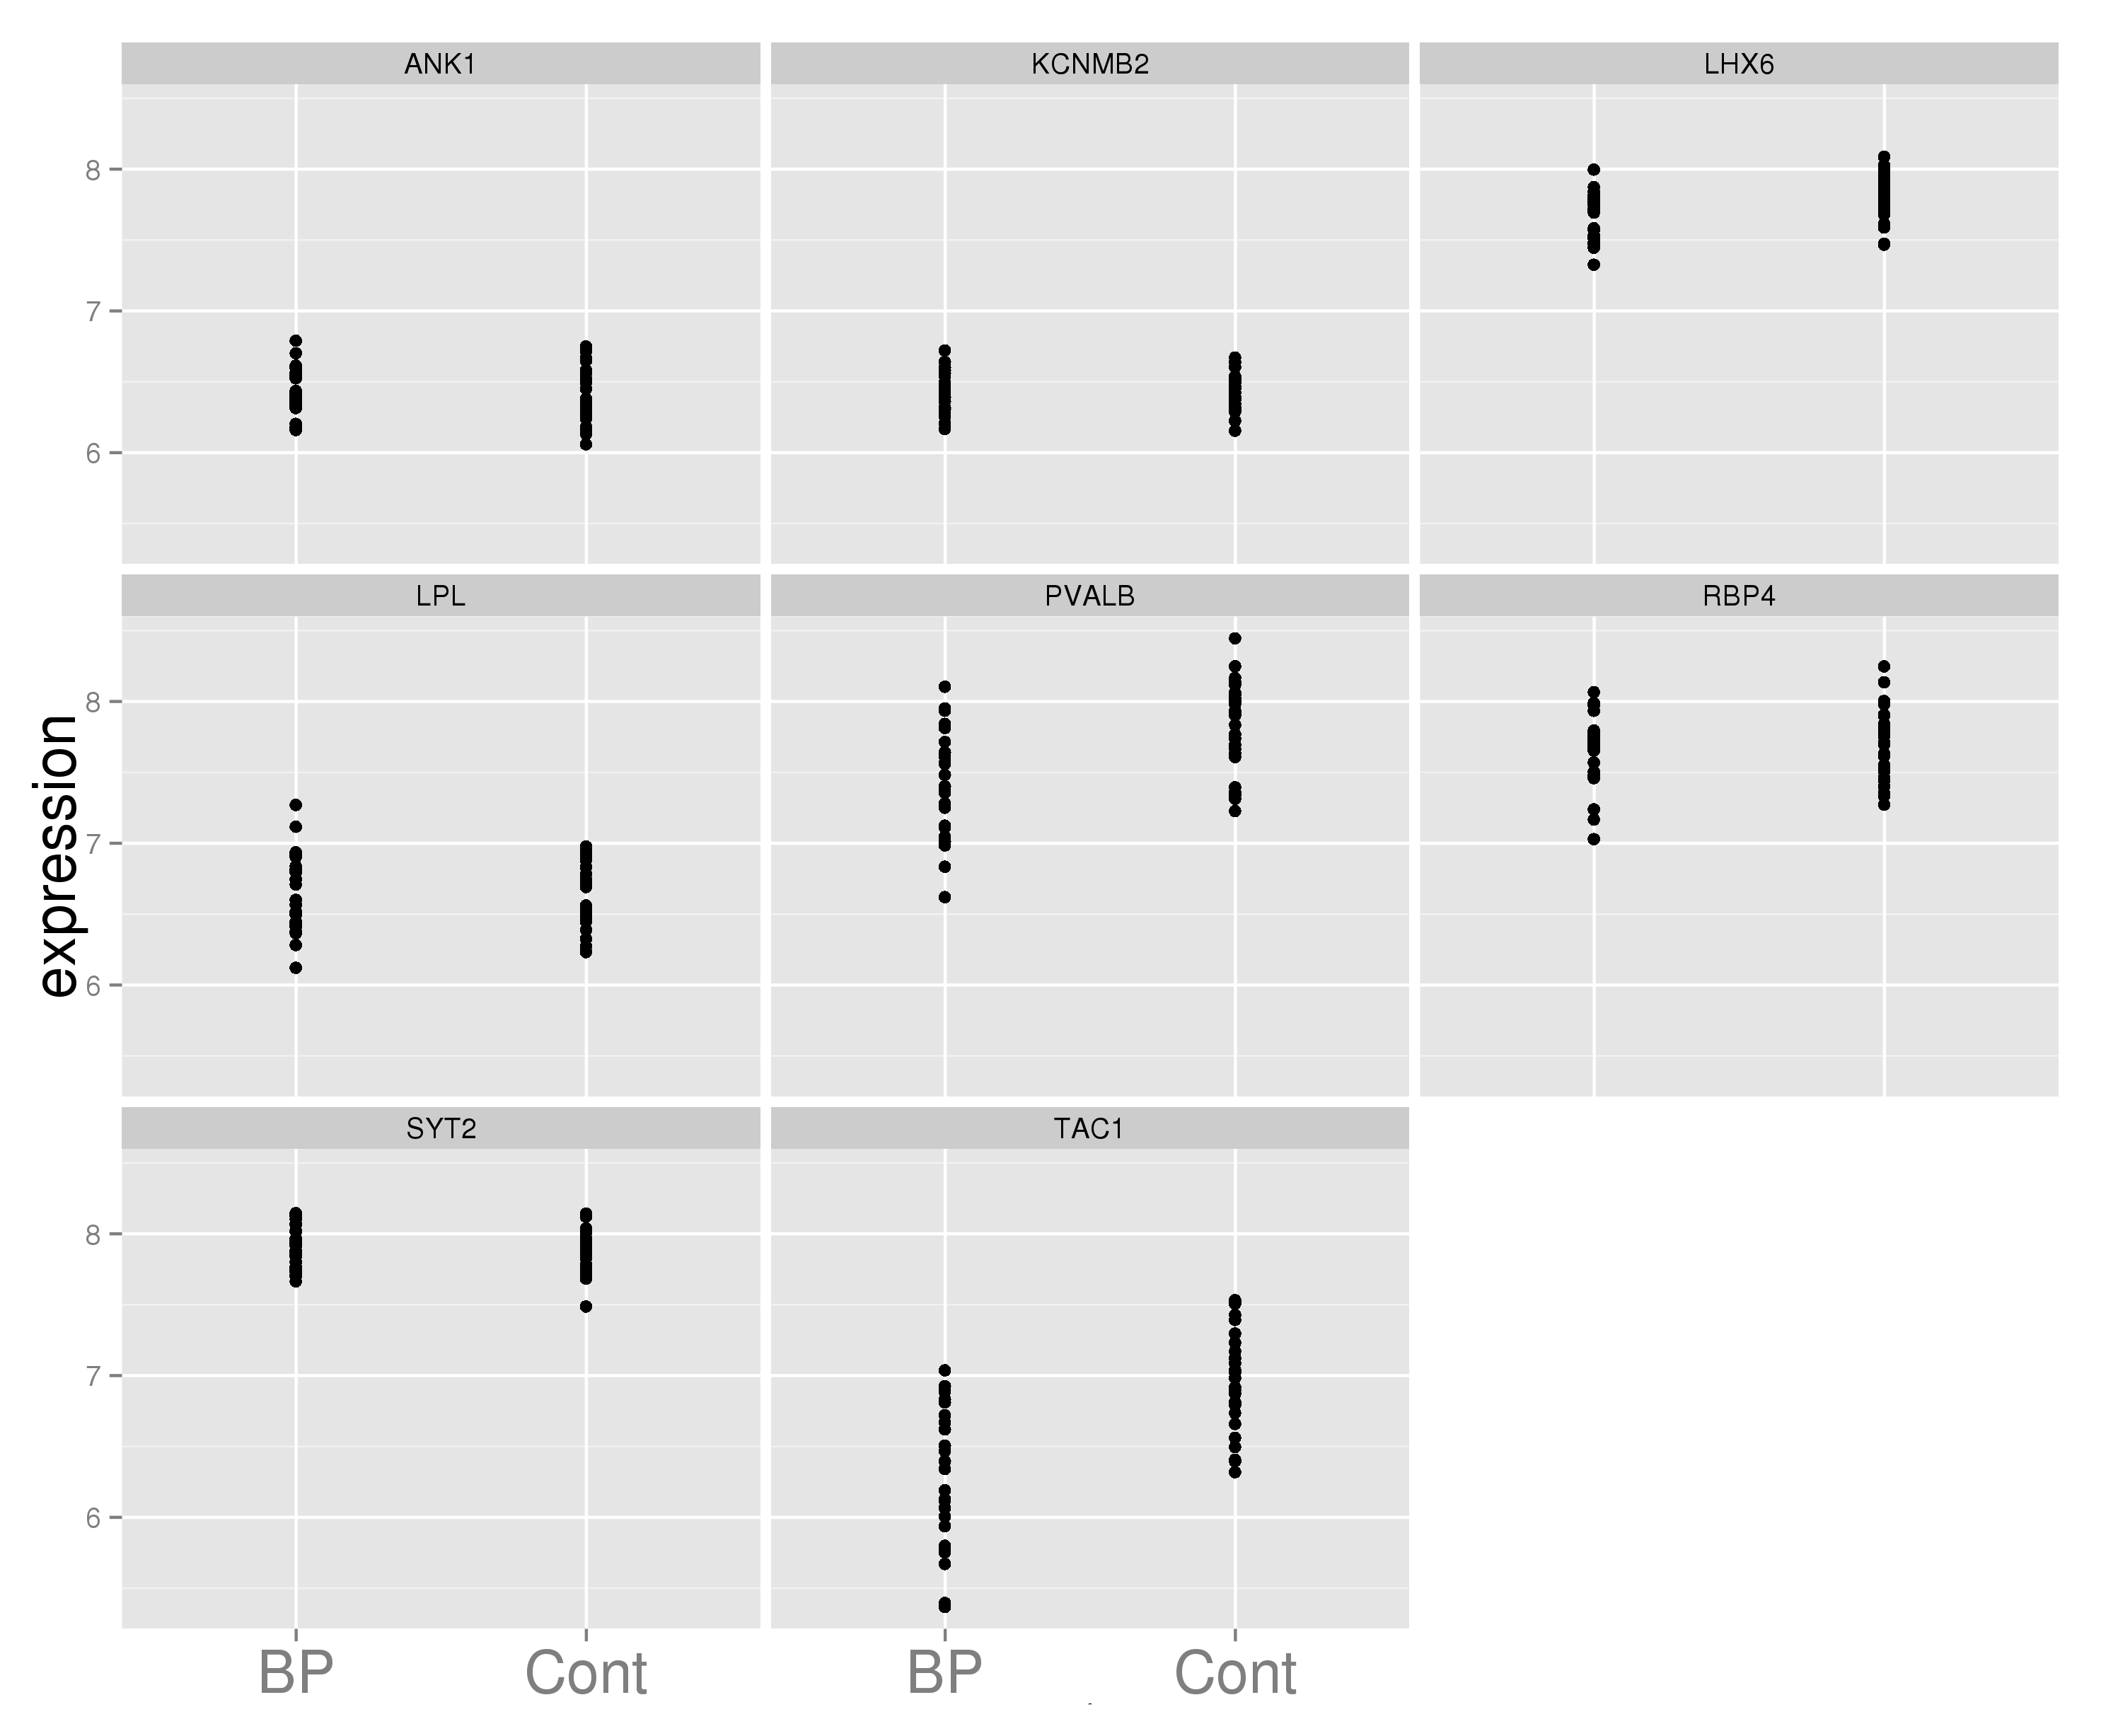 ANK1 KCNMB2 LHX6
8
7
6
LPL PVALB RBP4
8
7
6
expression
SYT2 TAC1
8
7
6
BP Cont BP Cont